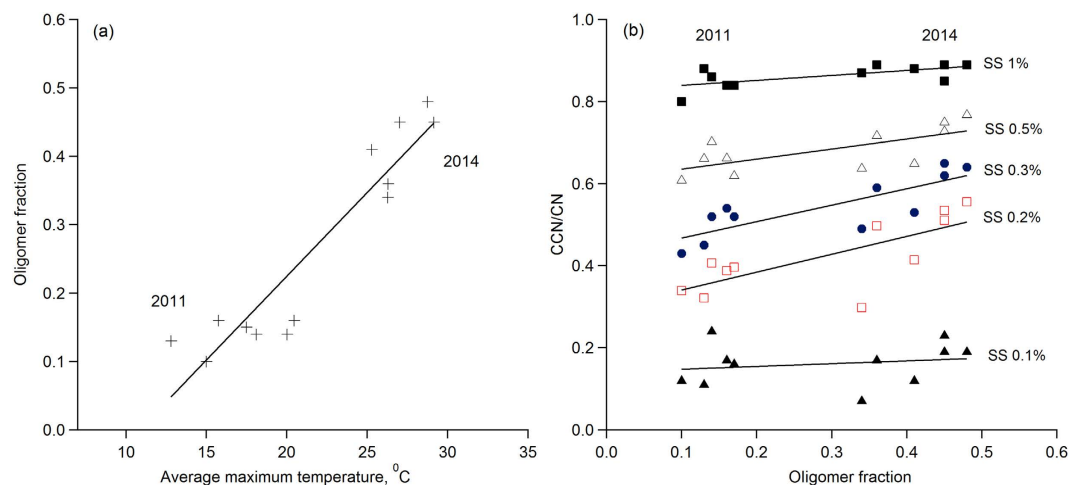 (a)
0.6
0.5
0.4
0.3
0.2
0.1
0.0
Oligomer fraction
2011
2014
10
15
20
25
30
35
Average maximum temperature, ⁰C
(b)
1.0
0.8
0.6
0.4
0.2
0.0
CCN/CN
2011
2014
SS 1%
SS 0.5%
SS 0.3%
SS 0.2%
SS 0.1%
0.0
0.1
0.2
0.3
0.4
0.5
0.6
Oligomer fraction